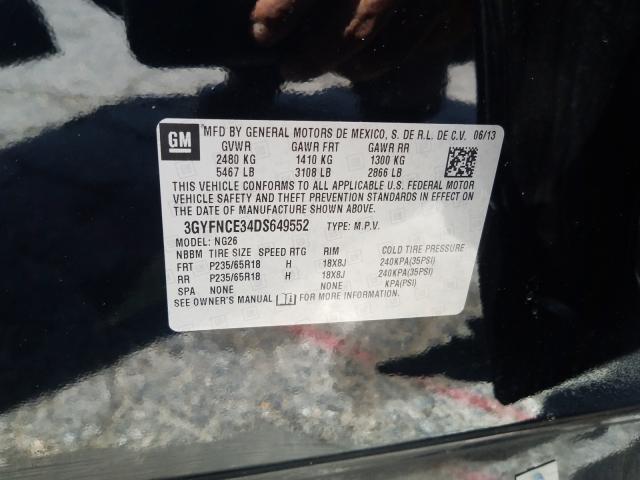 GM MFD BY GENERAL MOTORS DE MEXICO, S. DE R.L. DE C.V. 06/13
GVWR GAWR FRT GAWR RR
2480 KG 1410 KG 1300 KG
5467 LB 3108 LB 2866 LB
THIS VEHICLE CONFORMS TO ALL APPLICABLE U.S. FEDERAL MOTOR
VEHICLE SAFETY AND THEFT PREVENTION STANDARDS IN EFFECT ON
THE DATE OF MANUFACTURE SHOWN ABOVE.
3GYFNCE34DS649552 TYPE: M.P.V.
MODEL: NG26
NBBM TIRE SIZE SPEED RTG RIM COLD TIRE PRESSURE
FRT P235/65R18 H 18X8J 240KPA(35PSI)
RR P235/65R18 H 18X8J 240KPA(35PSI)
SPA NONE NONE KPA(PSI)
SEE OWNER'S MANUAL FOR MORE INFORMATION.